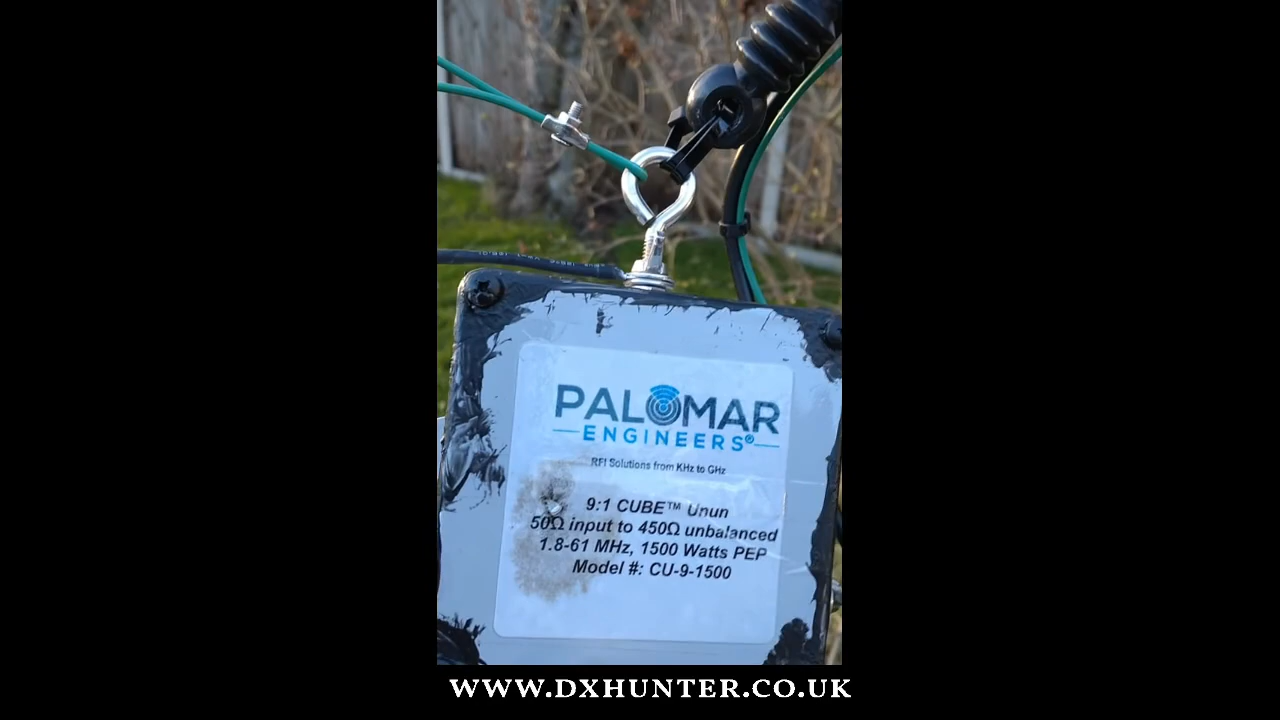 PALOMAR
ENGINEERS®
RFI Solutions from KHz to GHz
9:1 CUBE™ Unun
50Ω input to 450Ω unbalanced
1.8-61 MHz, 1500 Watts PEP
Model #: CU-9-1500
WWW.DXHUNTER.CO.UK